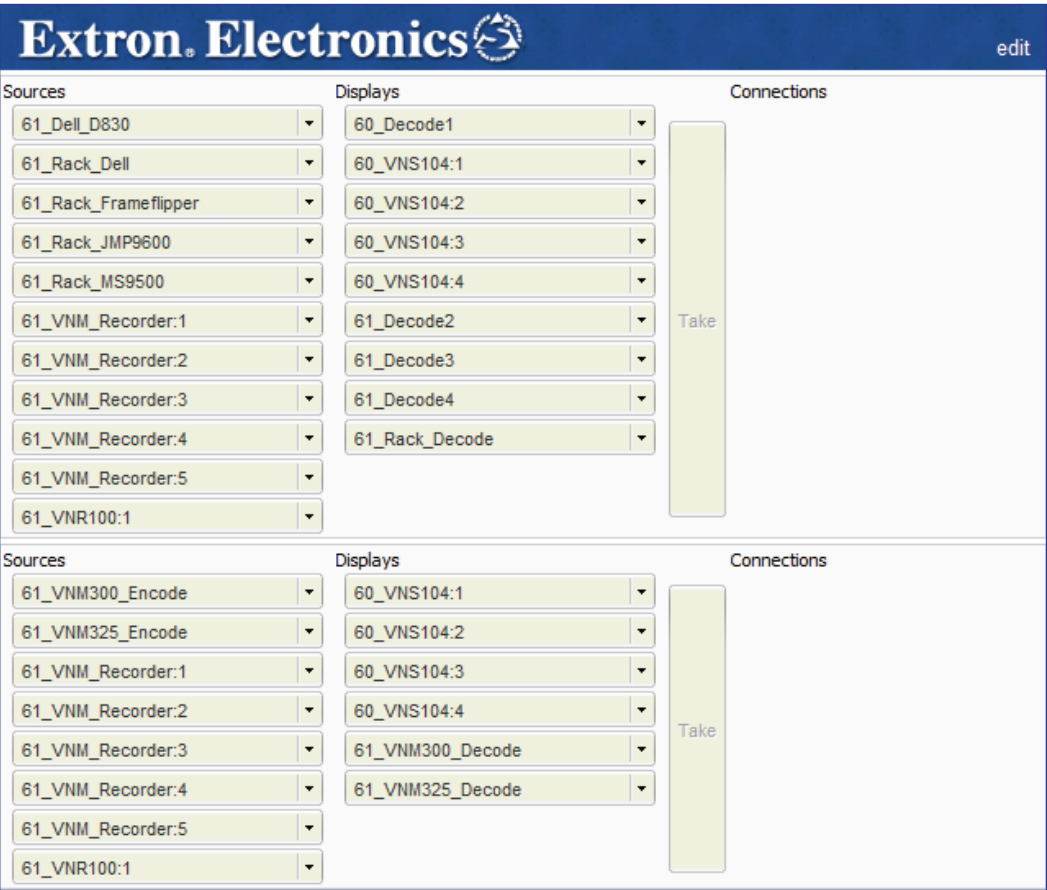 Extron. Electronics
edit
Sources Displays Connections
61_Dell_D830 60_Decode1
61_Rack_Dell 60_VNS104:1
61_Rack_Frameflipper 60_VNS104:2
61_Rack_JMP9600 60_VNS104:3
61_Rack_MS9500 60_VNS104:4
61_VNM_Recorder:1 61_Decode2 Take
61_VNM_Recorder:2 61_Decode3
61_VNM_Recorder:3 61_Decode4
61_VNM_Recorder:4 61_Rack_Decode
61_VNM_Recorder:5
61_VNR100:1
Sources Displays Connections
61_VNM300_Encode 60_VNS104:1
61_VNM325_Encode 60_VNS104:2
61_VNM_Recorder:1 60_VNS104:3
61_VNM_Recorder:2 60_VNS104:4
Take
61_VNM_Recorder:3 61_VNM300_Decode
61_VNM_Recorder:4 61_VNM325_Decode
61_VNM_Recorder:5
61_VNR100:1